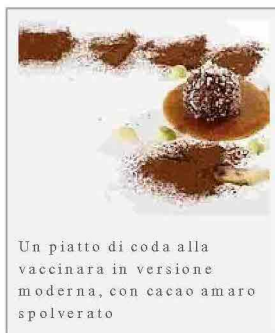 Un piatto di coda alla
vaccinara in versione
moderna, con cacao amaro
spolverato